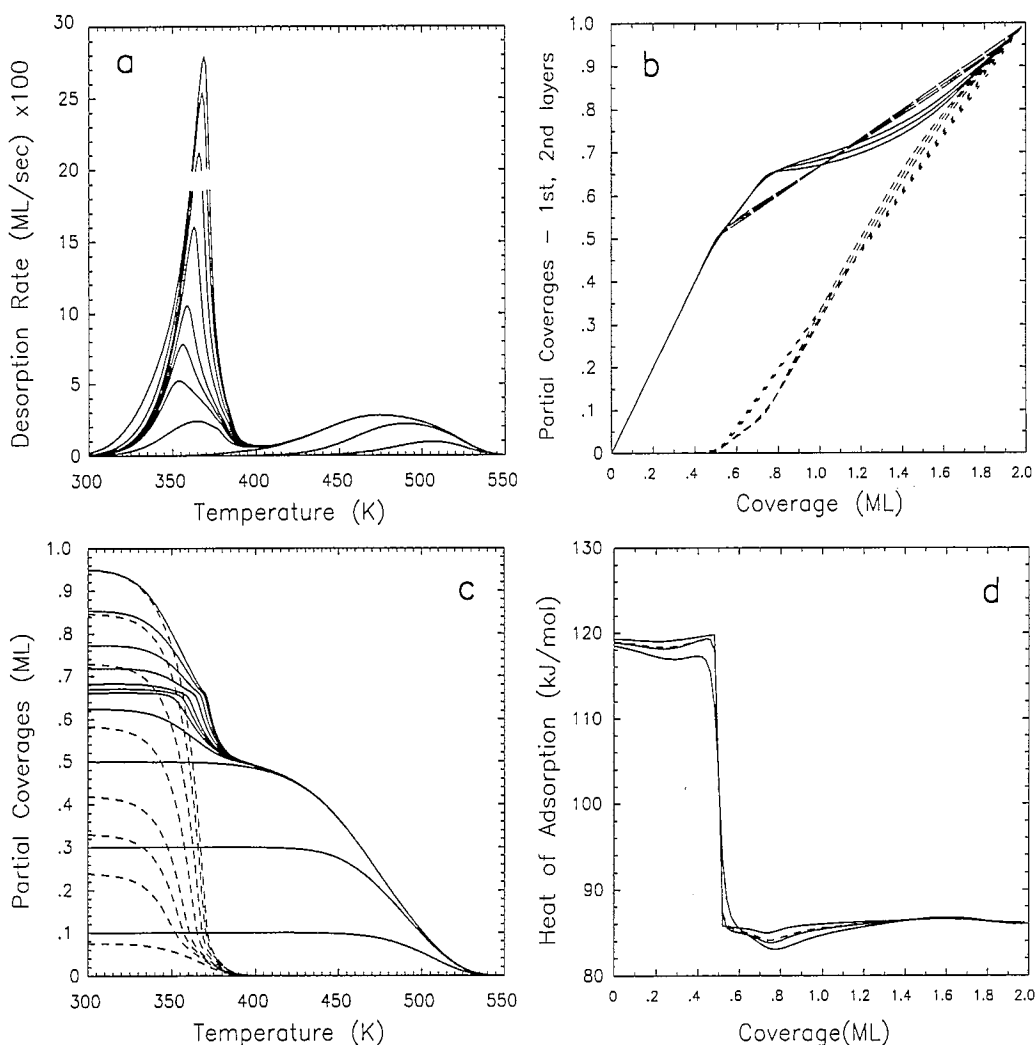 a
Desorption Rate (ML/sec) x100
30
25
20
15
10
5
0
300 350 400 450 500 550
Temperature (K)
b
Partial Coverages – 1st, 2nd layers
1.0
.9
.8
.7
.6
.5
.4
.3
.2
.1
0
0 .2 .4 .6 .8 1.0 1.2 1.4 1.6 1.8 2.0
Coverage (ML)
c
Partial Coverages (ML)
1.0
.9
.8
.7
.6
.5
.4
.3
.2
.1
0
300 350 400 450 500 550
Temperature (K)
d
Heat of Adsorption (kJ/mol)
130
120
110
100
90
80
0 .2 .4 .6 .8 1.0 1.2 1.4 1.6 1.8 2.0
Coverage(ML)